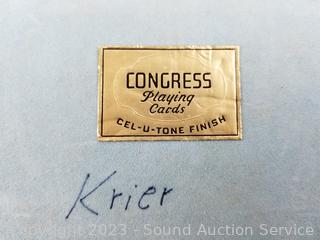 CONGRESS
Playing
Cards
CEL-U-TONE FINISH
Krier
Copyright 2023 - Sound Auction Service